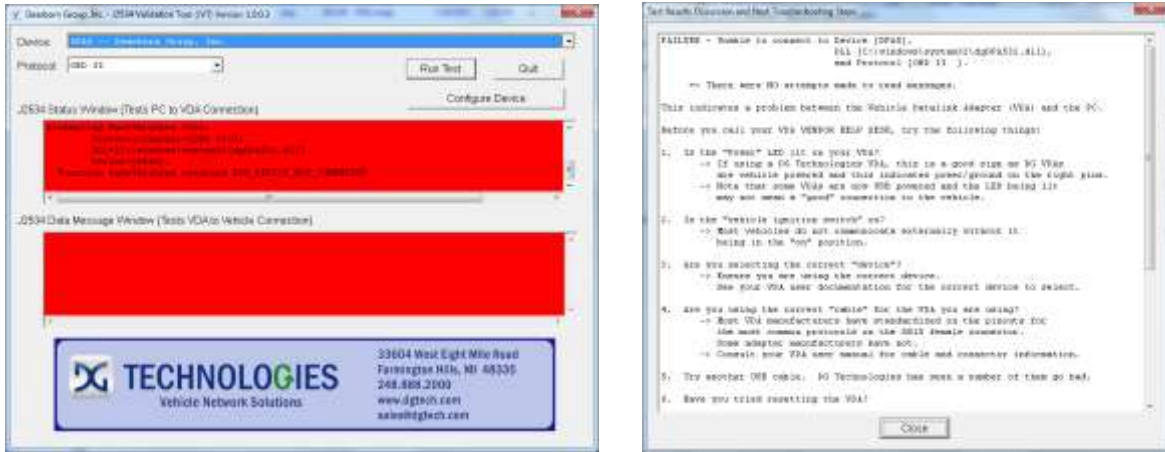 Dearborn Group, Inc. - J2534 Validation Tool (JVT) Version 1.0.0.3
Device:
DPA5 -- Dearborn Group, Inc.
Protocol:
OBD II
Run Test
Quit
Configure Device
J2534 Status Window (Tests PC to VDA Connection)
J2534 Data Message Window (Tests VDA to Vehicle Connection)
DG TECHNOLOGIES
Vehicle Network Solutions
33604 West Eight Mile Road
Farmington Hills, MI 48335
248.888.2000
www.dgtech.com
sales@dgtech.com
Test Results Discussion and Next Troubleshooting Steps
FAILURE - Unable to connect to Device [DPA5],
DLL [C:\windows\system32\dgDPA532.dll],
and Protocol [OBD II ].
=> There were NO attempts made to read messages.
This indicates a problem between the Vehicle Datalink Adapter (VDA) and the PC.
Before you call your VDA VENDOR HELP DESK, try the following things:
1. Is the "Power" LED lit on your VDA?
-> If using a DG Technologies VDA, this is a good sign as DG VDAs
are vehicle powered and this indicates power/ground on the right pins.
-> Note that some VDAs are now USB powered and the LED being lit
may not mean a "good" connection to the vehicle.
2. Is the "vehicle ignition switch" on?
-> Most vehicles do not communicate externally without it
being in the "on" position.
3. Are you selecting the correct "device"?
-> Ensure you are using the correct device.
See your VDA user documentation for the correct device to select.
4. Are you using the correct "cable" for the VDA you are using?
-> Most VDA manufacturers have standardized on the pinouts for
the most common protocols on the DB15 female connector.
Some adapter manufacturers have not.
-> Consult your VDA user manual for cable and connector information.
5. Try another USB cable. DG Technologies has seen a number of them go bad.
6. Have you tried resetting the VDA?
Close